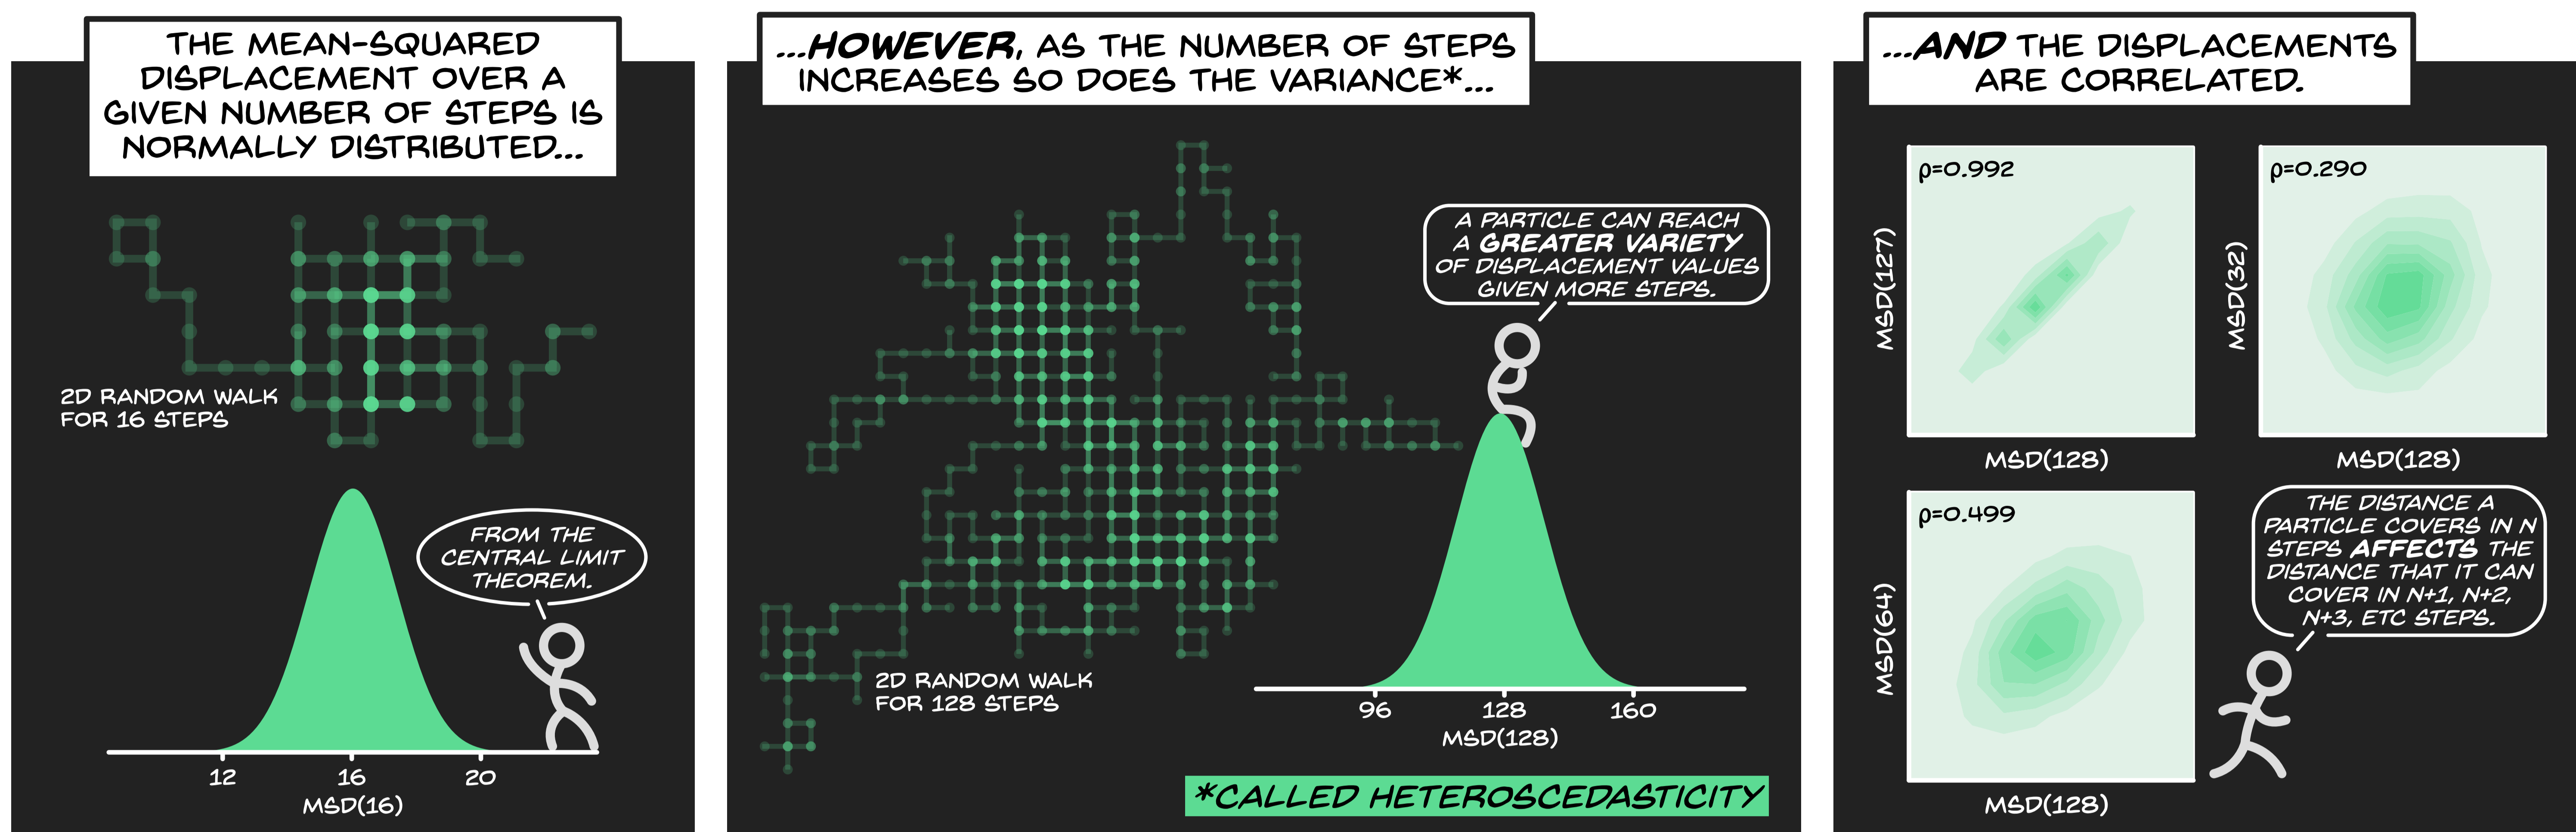 THE MEAN-SQUARED
DISPLACEMENT OVER A
GIVEN NUMBER OF STEPS IS
NORMALLY DISTRIBUTED...
2D RANDOM WALK
FOR 16 STEPS
FROM THE
CENTRAL LIMIT
THEOREM.
12 16 20
MSD(16)
...HOWEVER, AS THE NUMBER OF STEPS
INCREASES SO DOES THE VARIANCE*...
A PARTICLE CAN REACH
A GREATER VARIETY
OF DISPLACEMENT VALUES
GIVEN MORE STEPS.
2D RANDOM WALK
FOR 128 STEPS
96 128 160
MSD(128)
*CALLED HETEROSCEDASTICITY
...AND THE DISPLACEMENTS
ARE CORRELATED.
ρ=0.992
MSD(127)
MSD(128)
ρ=0.290
MSD(32)
MSD(128)
ρ=0.499
MSD(64)
MSD(128)
THE DISTANCE A
PARTICLE COVERS IN N
STEPS AFFECTS THE
DISTANCE THAT IT CAN
COVER IN N+1, N+2,
N+3, ETC STEPS.